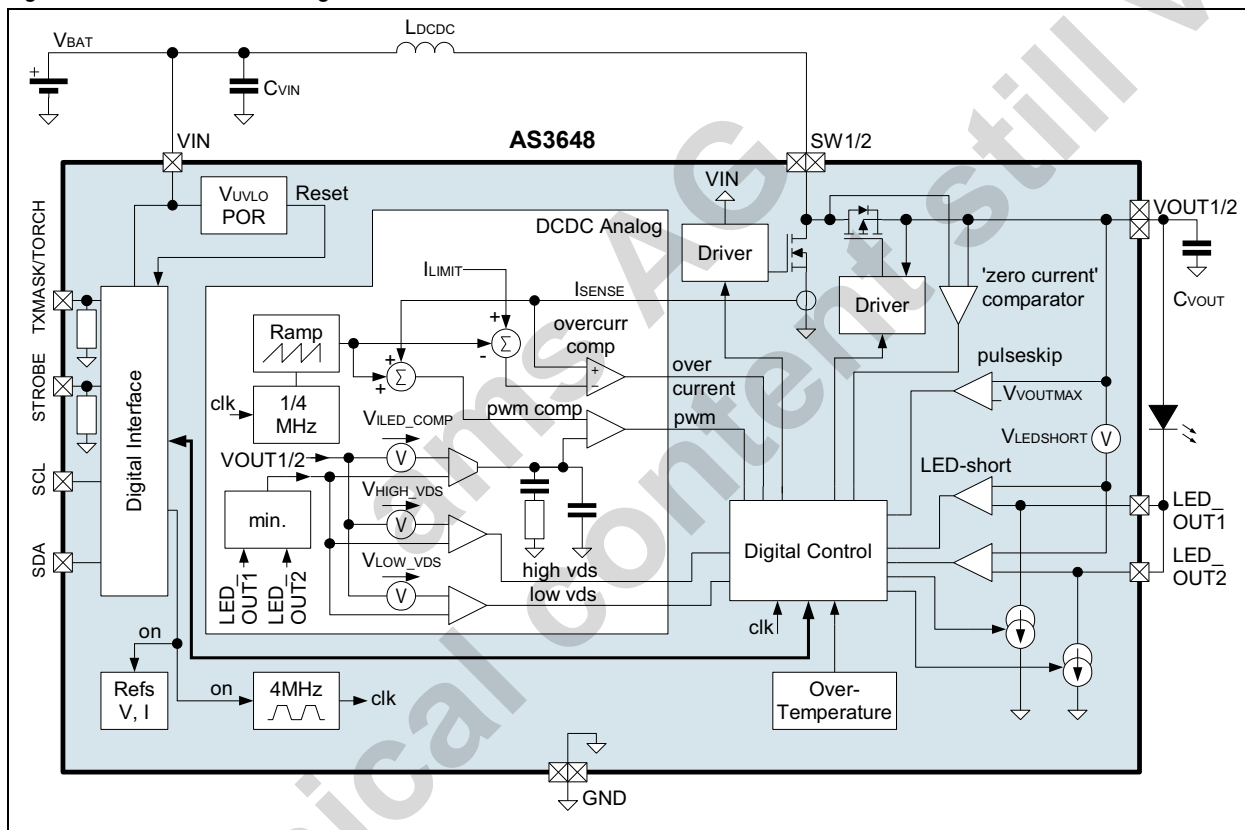 VBAT
LDCDC
+
CVIN
VIN
AS3648
SW1/2
VUVLO
POR
Reset
VIN
DCDC Analog
VOUT1/2
TXMASK/TORCH
Driver
ILIMIT
ISENSE
Driver
'zero current'
comparator
CVOUT
Ramp
+
-
Σ
overcurr
comp
+
−
over
current
+
+
Σ
pulseskip
STROBE
clk
1/4
MHz
pwm comp
pwm
VVOUTMAX
VILED_COMP
VLEDSHORT
V
VOUT1/2
V
LED-short
Digital Interface
SCL
VHIGH_VDS
LED_
OUT1
min.
V
Digital Control
LED_
OUT2
SDA
VLOW_VDS
high vds
low vds
V
LED_
OUT1
LED_
OUT2
clk
on
Refs
V, I
on
4MHz
clk
Over-
Temperature
GND
ams AG
nical content still v